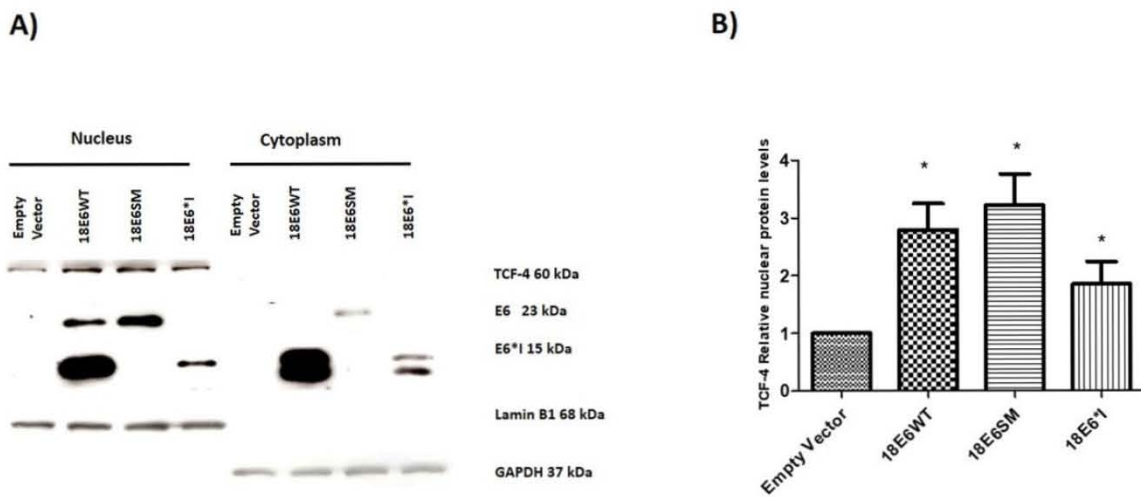 A)
Nucleus
Cytoplasm
Empty
Vector
18E6WT
18E6SM
18E6*I
Empty
Vector
18E6WT
18E6SM
18E6*I
TCF-4 60 kDa
E6 23 kDa
E6*I 15 kDa
Lamin B1 68 kDa
GAPDH 37 kDa
B)
TCF-4 Relative nuclear protein levels
4
3
2
1
0
*
*
*
Empty Vector
18E6WT
18E6SM
18E6*I